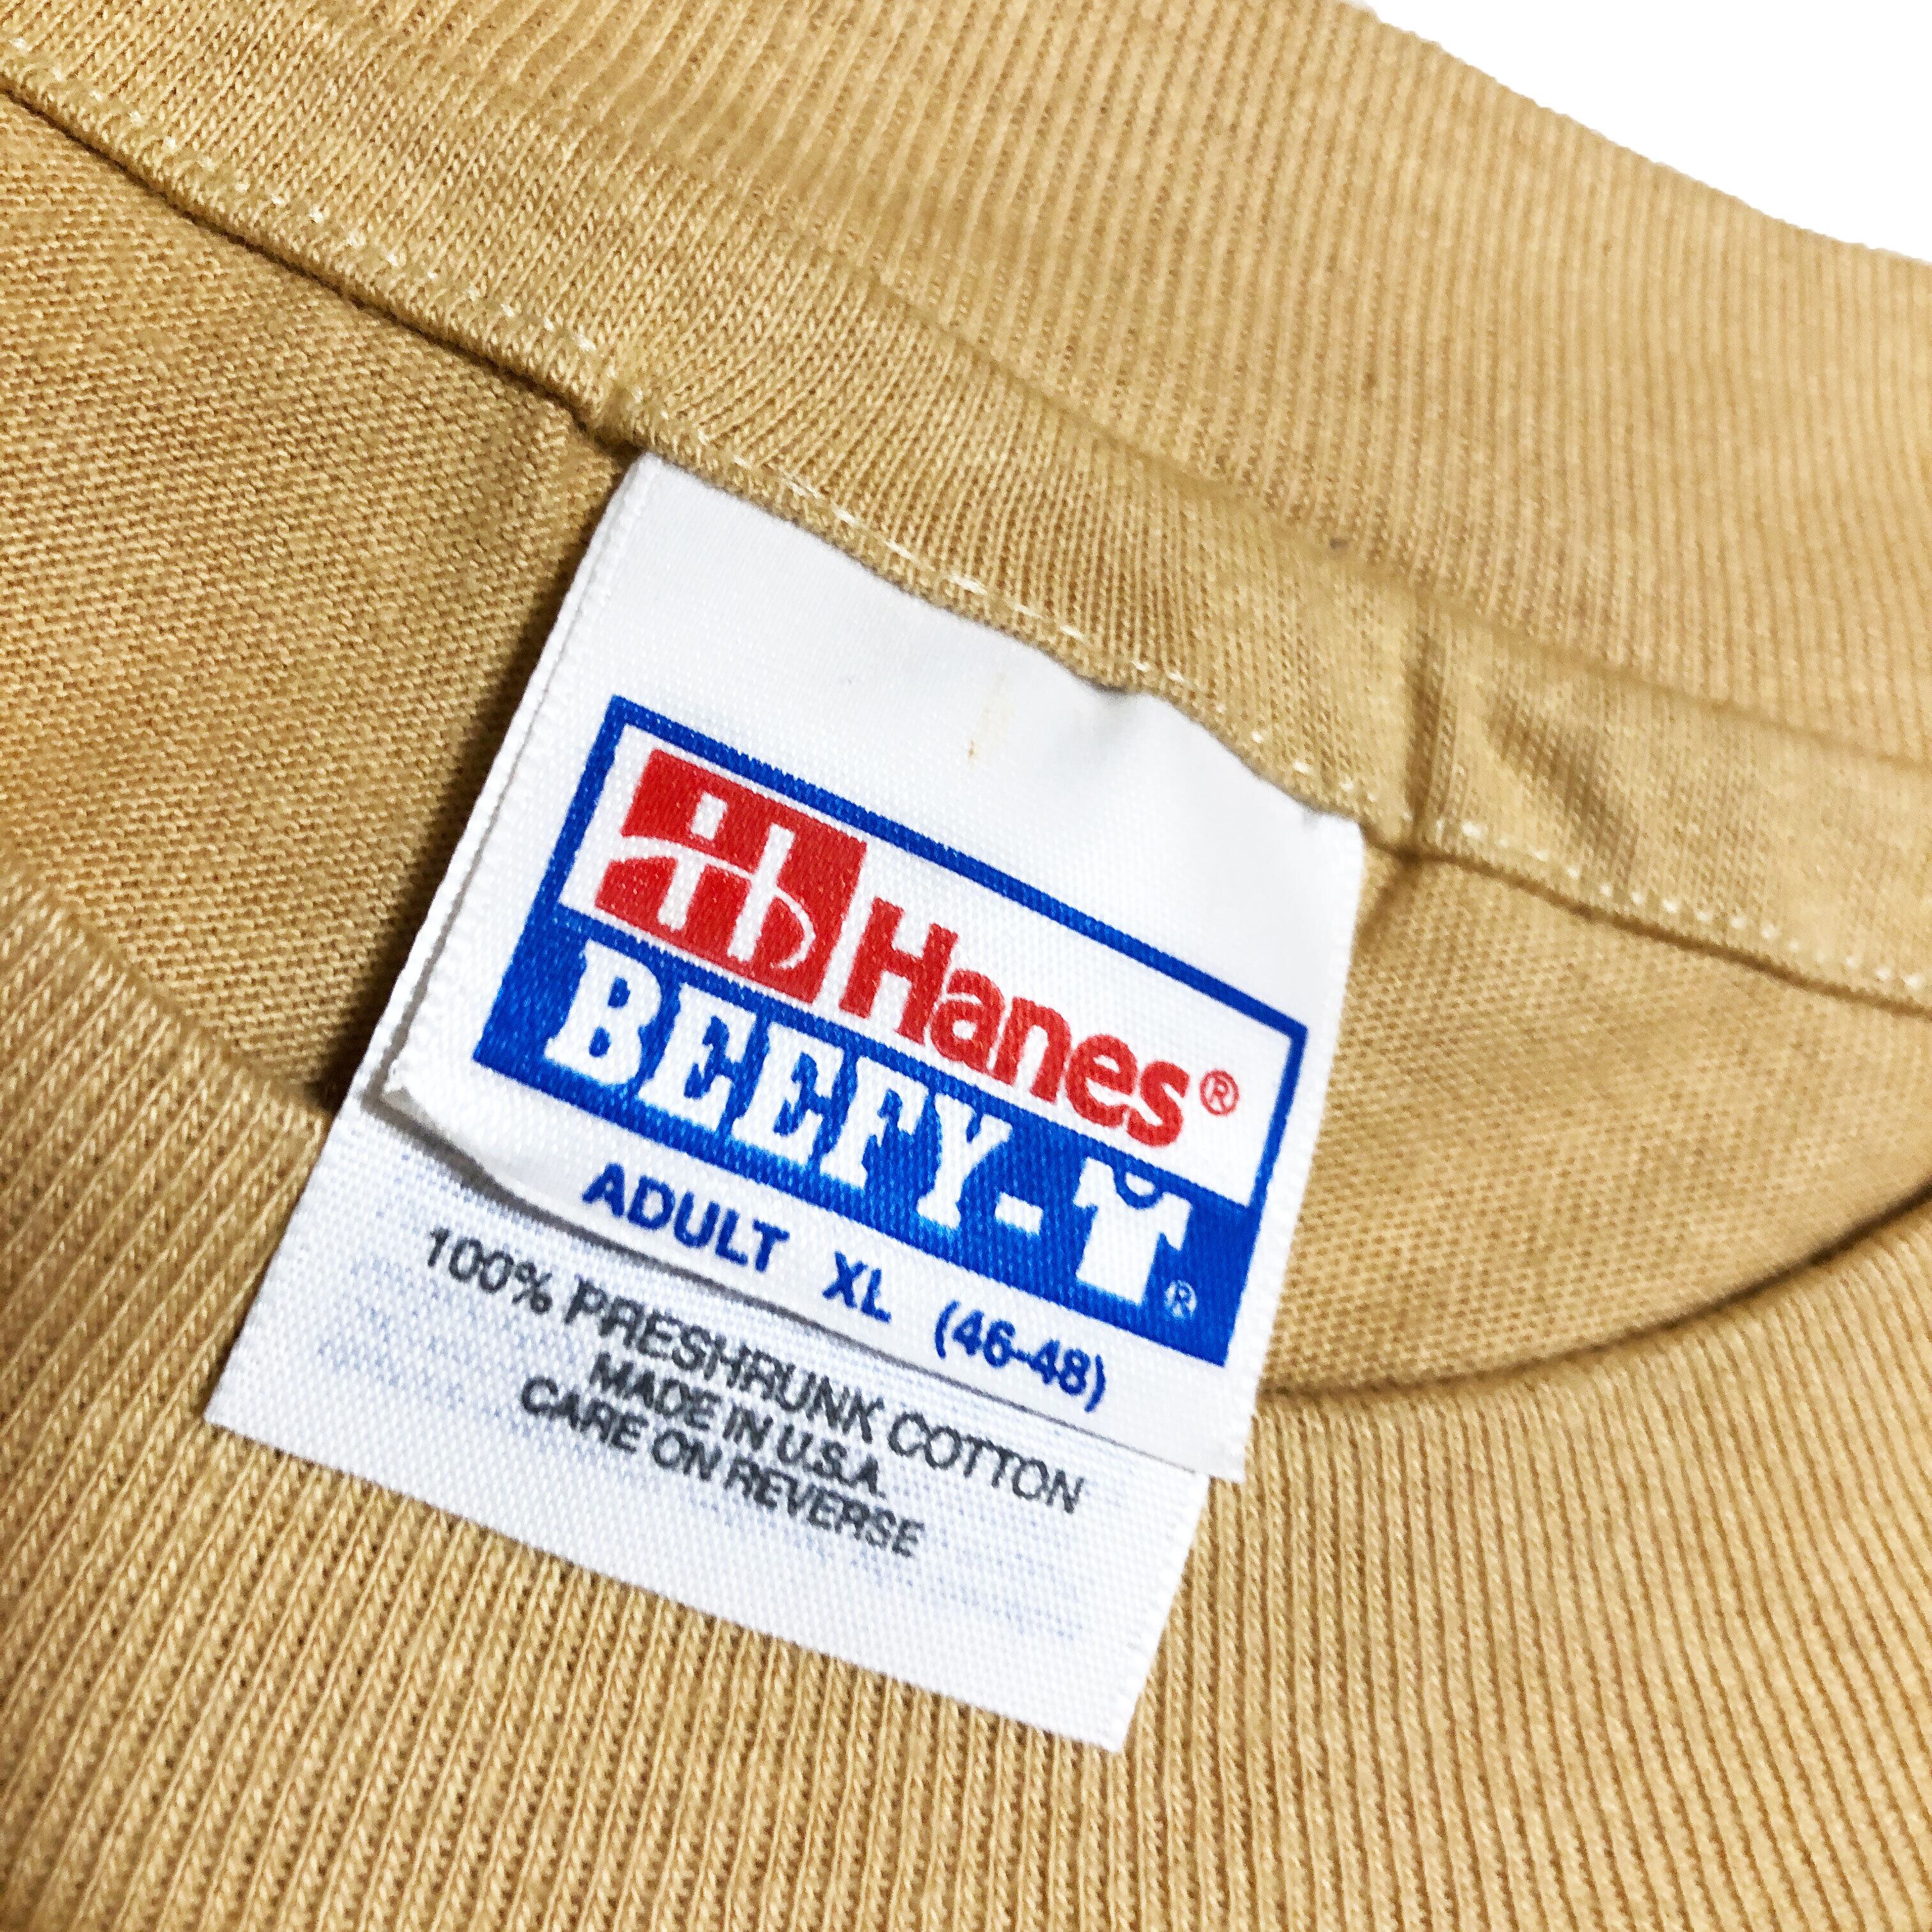 Hanes®
BEEFY-T®
ADULT XL (46-48)
100% PRESHRUNK COTTON
MADE IN U.S.A.
CARE ON REVERSE